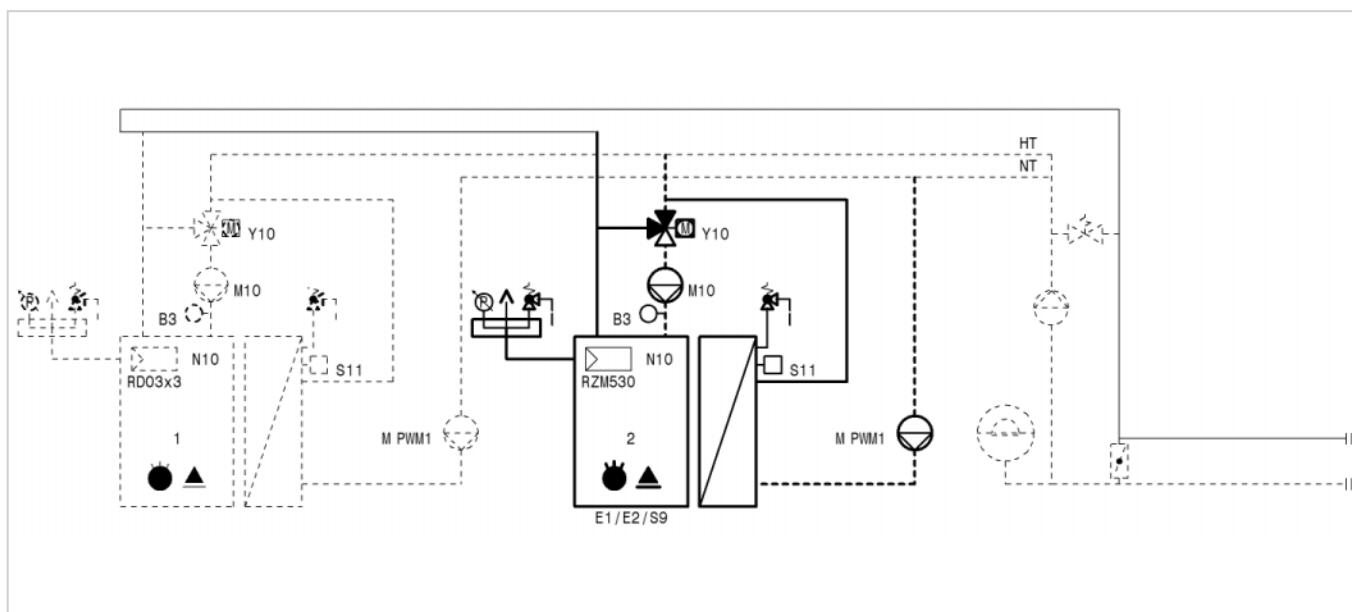 HT
NT
M
Y10
M
Y10
M10
M10
P
B3
P
B3
N10
RD03x3
S11
N10
RZM530
S11
1
M PWM1
2
M PWM1
E1/E2/S9